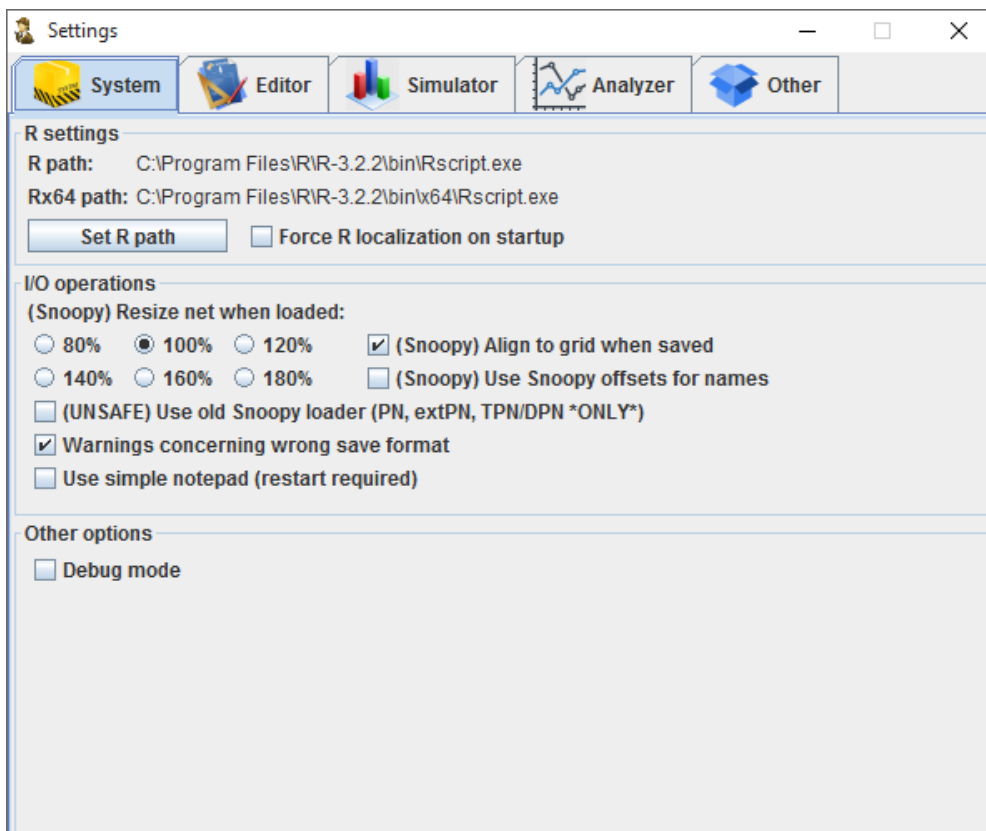 Settings
System Editor Simulator Analyzer Other
R settings
R path: C:\Program Files\R\R-3.2.2\bin\Rscript.exe
Rx64 path: C:\Program Files\R\R-3.2.2\bin\x64\Rscript.exe
Set R path Force R localization on startup
I/O operations
(Snoopy) Resize net when loaded:
80% 100% 120% (Snoopy) Align to grid when saved
140% 160% 180% (Snoopy) Use Snoopy offsets for names
(UNSAFE) Use old Snoopy loader (PN, extPN, TPN/DPN *ONLY*)
Warnings concerning wrong save format
Use simple notepad (restart required)
Other options
Debug mode